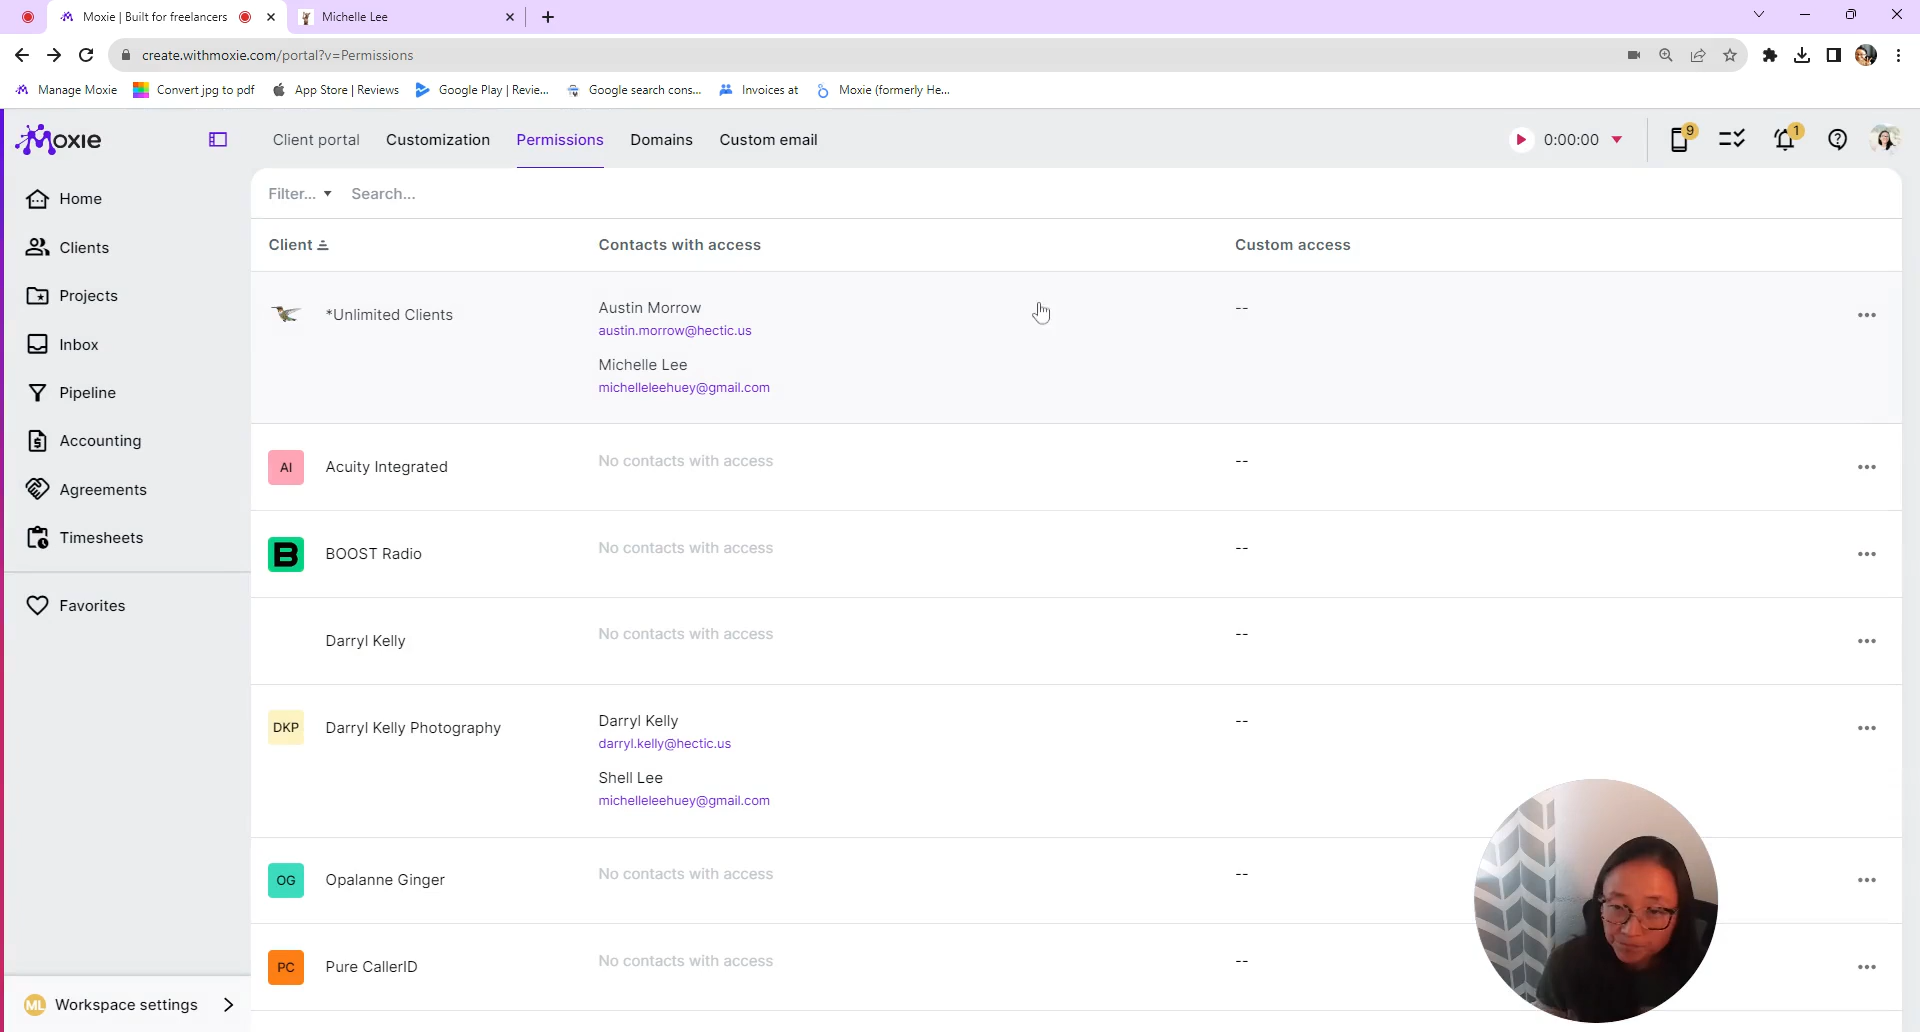 Moxie | Built for freelancers
Michelle Lee
create.withmoxie.com/portal?v=Permissions
Manage Moxie
Convert jpg to pdf
App Store | Reviews
Google Play | Revie...
Google search cons...
Invoices at
Moxie (formerly He...
Moxie
Client portal
Customization
Permissions
Domains
Custom email
0:00:00
9
1
Home
Clients
Projects
Inbox
Pipeline
Accounting
Agreements
Timesheets
Favorites
ML
Workspace settings
Filter...
Search...
Client
Contacts with access
Custom access
*Unlimited Clients
Austin Morrow
austin.morrow@hectic.us
Michelle Lee
michelleleehuey@gmail.com
--
AI
Acuity Integrated
No contacts with access
--
B
BOOST Radio
No contacts with access
--
Darryl Kelly
No contacts with access
--
DKP
Darryl Kelly Photography
Darryl Kelly
darryl.kelly@hectic.us
Shell Lee
michelleleehuey@gmail.com
--
OG
Opalanne Ginger
No contacts with access
--
PC
Pure CallerID
No contacts with access
--